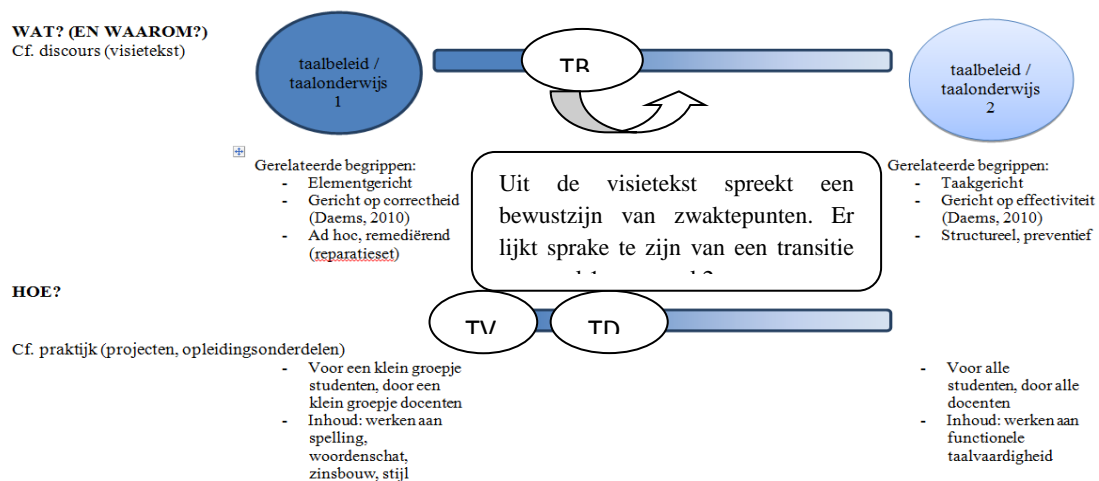 WAT? (EN WAAROM?)
Cf. discours (visietekst)
taalbeleid /
taalonderwijs
1
TB
taalbeleid /
taalonderwijs
2
Gerelateerde begrippen:
- Elementgericht
- Gericht op correctheid
(Daems, 2010)
- Ad hoc, remediërend
(reparatieset)
Uit de visietekst spreekt een
bewustzijn van zwaktepunten. Er
lijkt sprake te zijn van een transitie
Gerelateerde begrippen:
- Taakgericht
- Gericht op effectiviteit
(Daems, 2010)
- Structureel, preventief
HOE?
TV
TD
Cf. praktijk (projecten, opleidingsonderdelen)
- Voor een klein groepje
studenten, door een
klein groepje docenten
- Inhoud: werken aan
spelling,
woordenschat,
zinsbouw, stijl
- Voor alle
studenten, door alle
docenten
- Inhoud: werken aan
functionele
taalvaardigheid